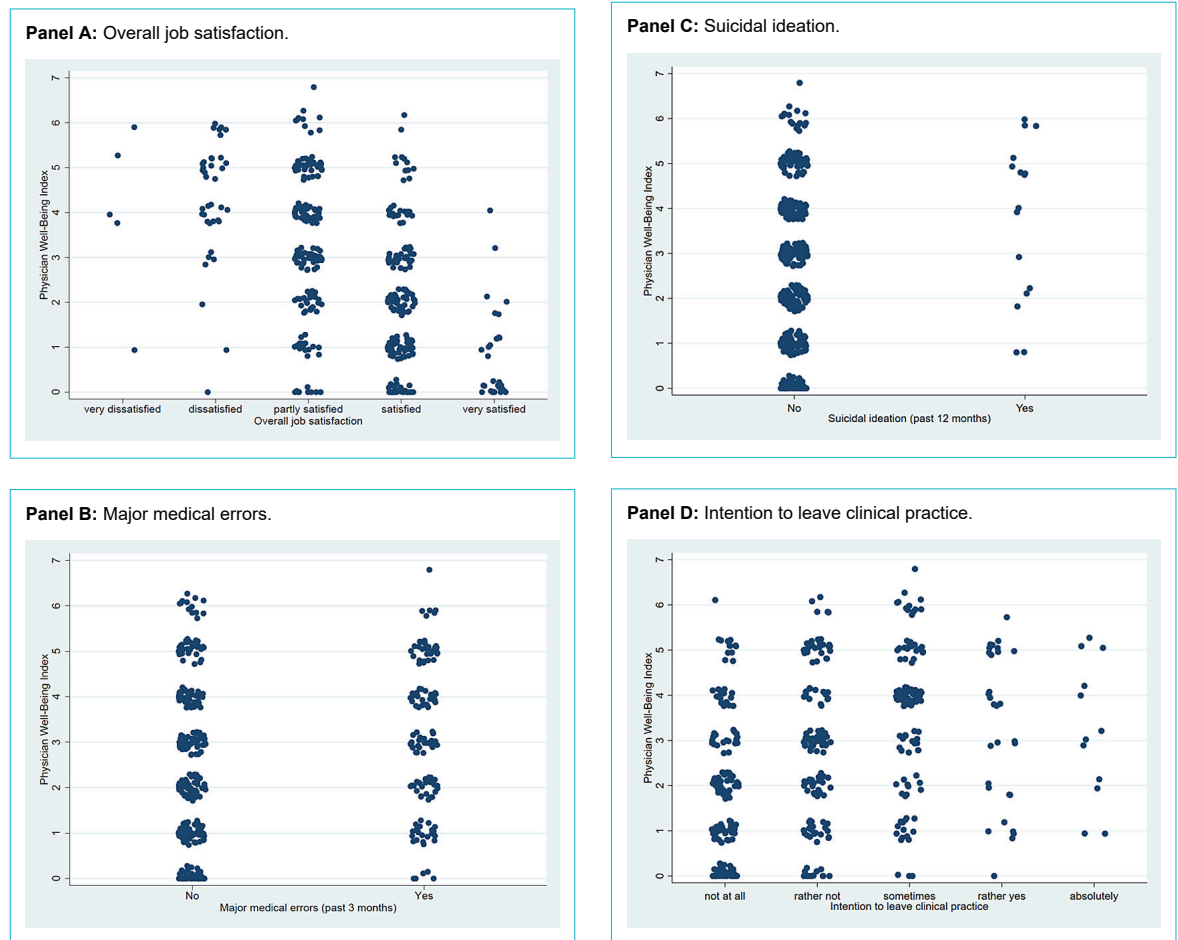 Panel A: Overall job satisfaction.
Physician Well-Being Index
7
6
5
4
3
2
1
0
very dissatisfied dissatisfied partly satisfied satisfied very satisfied
Overall job satisfaction
Panel C: Suicidal ideation.
Physician Well-Being Index
7
6
5
4
3
2
1
0
No Yes
Suicidal ideation (past 12 months)
Panel B: Major medical errors.
Physician Well-Being Index
7
6
5
4
3
2
1
0
No Yes
Major medical errors (past 3 months)
Panel D: Intention to leave clinical practice.
Physician Well-Being Index
7
6
5
4
3
2
1
0
not at all rather not sometimes rather yes absolutely
Intention to leave clinical practice